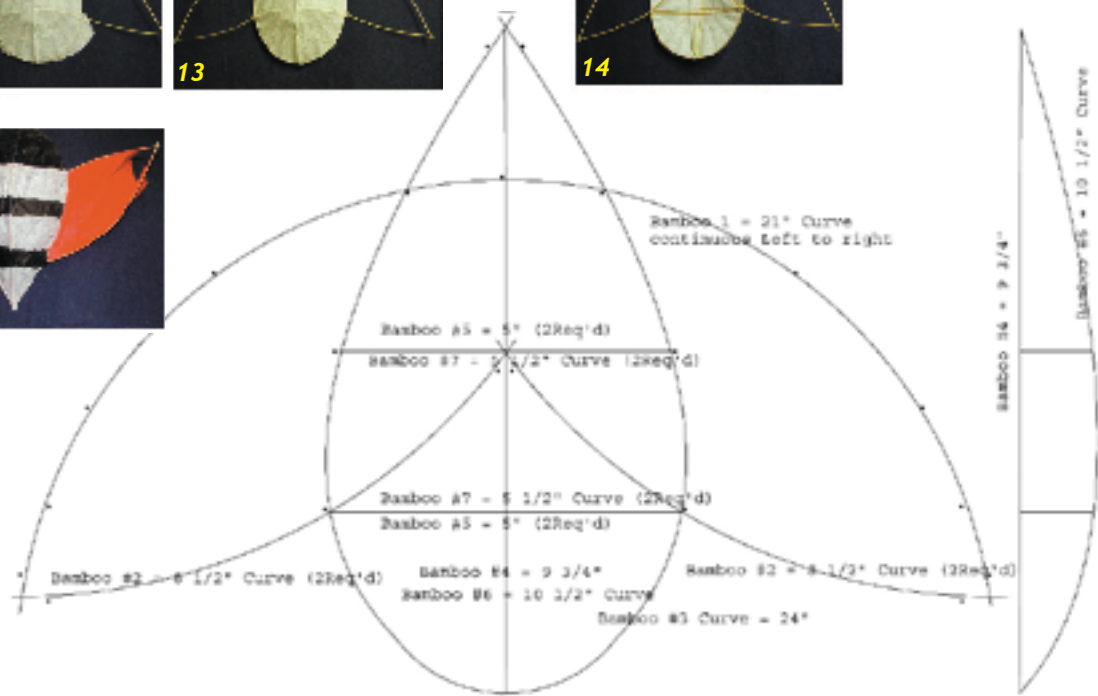 13
14
Bamboo 1 = 21" Curve
continuous Left to right
Bamboo #5 = 5" (2Req'd)
Bamboo #7 = 5 1/2" Curve (2Req'd)
Bamboo #7 = 5 1/2" Curve (2Req'd)
Bamboo #5 = 5" (2Req'd)
Bamboo #2 = 8 1/2" Curve (2Req'd)
Bamboo #4 = 9 3/4"
Bamboo #2 = 8 1/2" Curve (2Req'd)
Bamboo #6 = 10 1/2" Curve
Bamboo #3 Curve = 24"
Bamboo #4 = 9 3/4"
Bamboo #6 = 10 1/2" Curve